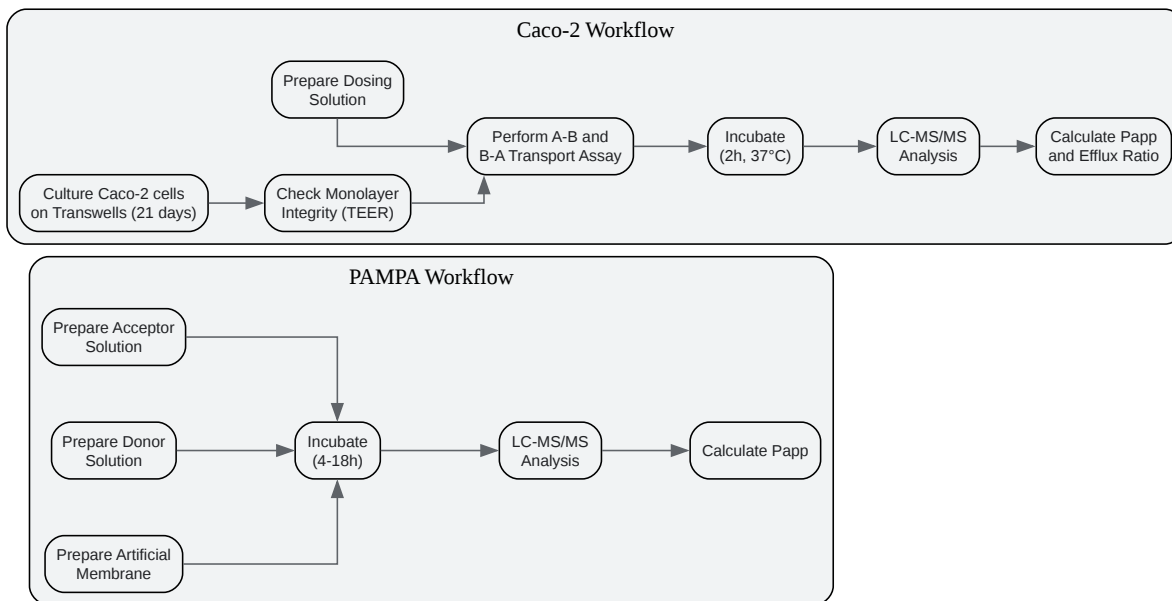 Caco-2 Workflow
Prepare Dosing
Solution
Culture Caco-2 cells
on Transwells (21 days)
Check Monolayer
Integrity (TEER)
Perform A-B and
B-A Transport Assay
Incubate
(2h, 37°C)
LC-MS/MS
Analysis
Calculate Papp
and Efflux Ratio
PAMPA Workflow
Prepare Acceptor
Solution
Prepare Donor
Solution
Prepare Artificial
Membrane
Incubate
(4-18h)
LC-MS/MS
Analysis
Calculate Papp